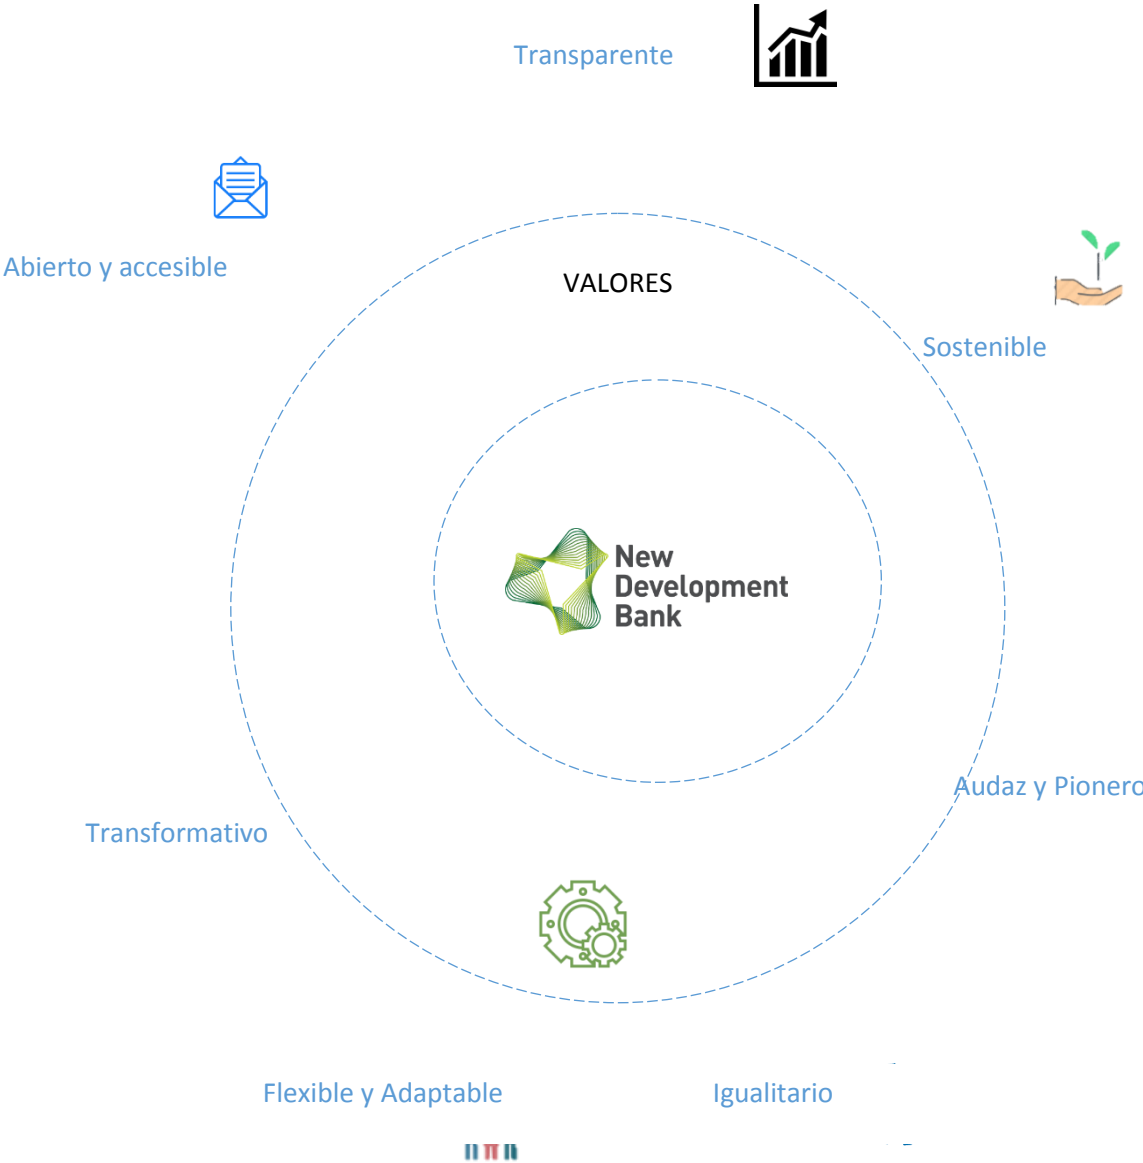 Transparente
Abierto y accesible
VALORES
Sostenible
New
Development
Bank
Audaz y Pionero
Transformativo
Flexible y Adaptable
Igualitario